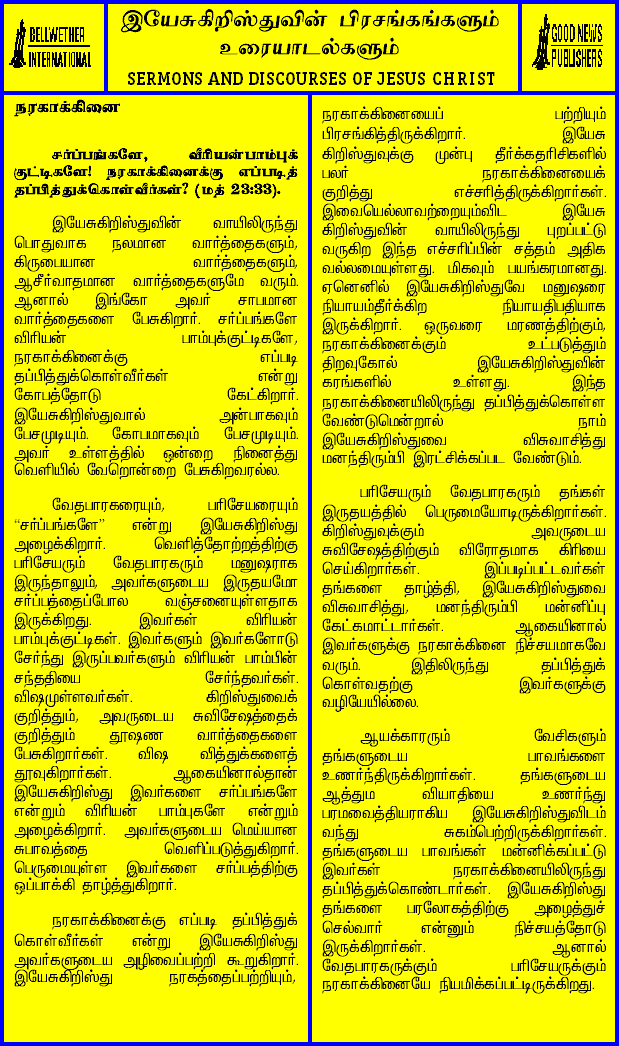 BELLWETHER
INTERNATIONAL
இயேசுகிறிஸ்துவின் பிரசங்கங்களும்
உரையாடல்களும்
SERMONS AND DISCOURSES OF JESUS CHRIST
GOOD NEWS
PUBLISHERS
நரகாக்கினை
சர்ப்பங்களே, வீரியன்பாம்புக்
குட்டிகளே! நரகாக்கினைக்கு எப்படித்
தப்பித்துக்கொள்வீர்கள்? (மத் 23:33).
இயேசுகிறிஸ்துவின் வாயிலிருந்து
பொதுவாக நலமான வார்த்தைகளும்,
கிருபையான வார்த்தைகளும்,
ஆசீர்வாதமான வார்த்தைகளுமே வரும்.
ஆனால் இங்கோ அவர் சாபமான
வார்த்தைகளை பேசுகிறார். சர்ப்பங்களே
விரியன் பாம்புக்குட்டிகளே,
நரகாக்கினைக்கு எப்படி
தப்பித்துக்கொள்வீர்கள் என்று
கோபத்தோடு கேட்கிறார்.
இயேசுகிறிஸ்துவால் அன்பாகவும்
பேசமுடியும். கோபமாகவும் பேசமுடியும்.
அவர் உள்ளத்தில் ஒன்றை நினைத்து
வெளியில் வேறொன்றை பேசுகிறவரல்ல.
வேதபாரகரையும், பரிசேயரையும்
“சர்ப்பங்களே” என்று இயேசுகிறிஸ்து
அழைக்கிறார். வெளித்தோற்றத்திற்கு
பரிசேயரும் வேதபாரகரும் மனுஷராக
இருந்தாலும், அவர்களுடைய இருதயமோ
சர்ப்பத்தைப்போல வஞ்சனையுள்ளதாக
இருக்கிறது. இவர்கள் விரியன்
பாம்புக்குட்டிகள். இவர்களும் இவர்களோடு
சேர்ந்து இருப்பவர்களும் விரியன் பாம்பின்
சந்ததியை சேர்ந்தவர்கள்.
விஷமுள்ளவர்கள். கிறிஸ்துவைக்
குறித்தும், அவருடைய சுவிசேஷத்தைக்
குறித்தும் தூஷண வார்த்தைகளை
பேசுகிறார்கள். விஷ வித்துக்களைத்
தூவுகிறார்கள். ஆகையினால்தான்
இயேசுகிறிஸ்து இவர்களை சர்ப்பங்களே
என்றும் விரியன் பாம்புகளே என்றும்
அழைக்கிறார். அவர்களுடைய மெய்யான
சுபாவத்தை வெளிப்படுத்துகிறார்.
பெருமையுள்ள இவர்களை சர்ப்பத்திற்கு
ஒப்பாக்கி தாழ்த்துகிறார்.
நரகாக்கினைக்கு எப்படி தப்பித்துக்
கொள்வீர்கள் என்று இயேசுகிறிஸ்து
அவர்களுடைய அழிவைப்பற்றி கூறுகிறார்.
இயேசுகிறிஸ்து நரகத்தைப்பற்றியும்,
நரகாக்கினையைப் பற்றியும்
பிரசங்கித்திருக்கிறார். இயேசு
கிறிஸ்துவுக்கு முன்பு தீர்க்கதரிசிகளில்
பலர் நரகாக்கினையைக்
குறித்து எச்சரித்திருக்கிறார்கள்.
இவையெல்லாவற்றையும்விட இயேசு
கிறிஸ்துவின் வாயிலிருந்து புறப்பட்டு
வருகிற இந்த எச்சரிப்பின் சத்தம் அதிக
வல்லமையுள்ளது. மிகவும் பயங்கரமானது.
ஏனெனில் இயேசுகிறிஸ்துவே மனுஷரை
நியாயம்தீர்க்கிற நியாயதிபதியாக
இருக்கிறார். ஒருவரை மரணத்திற்கும்,
நரகாக்கினைக்கும் உட்படுத்தும்
திறவுகோல் இயேசுகிறிஸ்துவின்
கரங்களில் உள்ளது. இந்த
நரகாக்கினையிலிருந்து தப்பித்துக்கொள்ள
வேண்டுமென்றால் நாம்
இயேசுகிறிஸ்துவை விசுவாசித்து
மனந்திரும்பி இரட்சிக்கப்பட வேண்டும்.
பரிசேயரும் வேதபாரகரும் தங்கள்
இருதயத்தில் பெருமையோடிருக்கிறார்கள்.
கிறிஸ்துவுக்கும் அவருடைய
சுவிசேஷத்திற்கும் விரோதமாக கிரியை
செய்கிறார்கள். இப்படிப்பட்டவர்கள்
தங்களை தாழ்த்தி, இயேசுகிறிஸ்துவை
விசுவாசித்து, மனந்திரும்பி மன்னிப்பு
கேட்கமாட்டார்கள். ஆகையினால்
இவர்களுக்கு நரகாக்கினை நிச்சயமாகவே
வரும். இதிலிருந்து தப்பித்துக்
கொள்வதற்கு இவர்களுக்கு
வழியேயில்லை.
ஆயக்காரரும் வேசிகளும்
தங்களுடைய பாவங்களை
உணர்ந்திருக்கிறார்கள். தங்களுடைய
ஆத்தும வியாதியை உணர்ந்து
பரமவைத்தியராகிய இயேசுகிறிஸ்துவிடம்
வந்து சுகம்பெற்றிருக்கிறார்கள்.
தங்களுடைய பாவங்கள் மன்னிக்கப்பட்டு
இவர்கள் நரகாக்கினையிலிருந்து
தப்பித்துக்கொண்டார்கள். இயேசுகிறிஸ்து
தங்களை பரலோகத்திற்கு அழைத்துச்
செல்வார் என்னும் நிச்சயத்தோடு
இருக்கிறார்கள். ஆனால்
வேதபாரகருக்கும் பரிசேயருக்கும்
நரகாக்கினையே நியமிக்கப்பட்டிருக்கிறது.